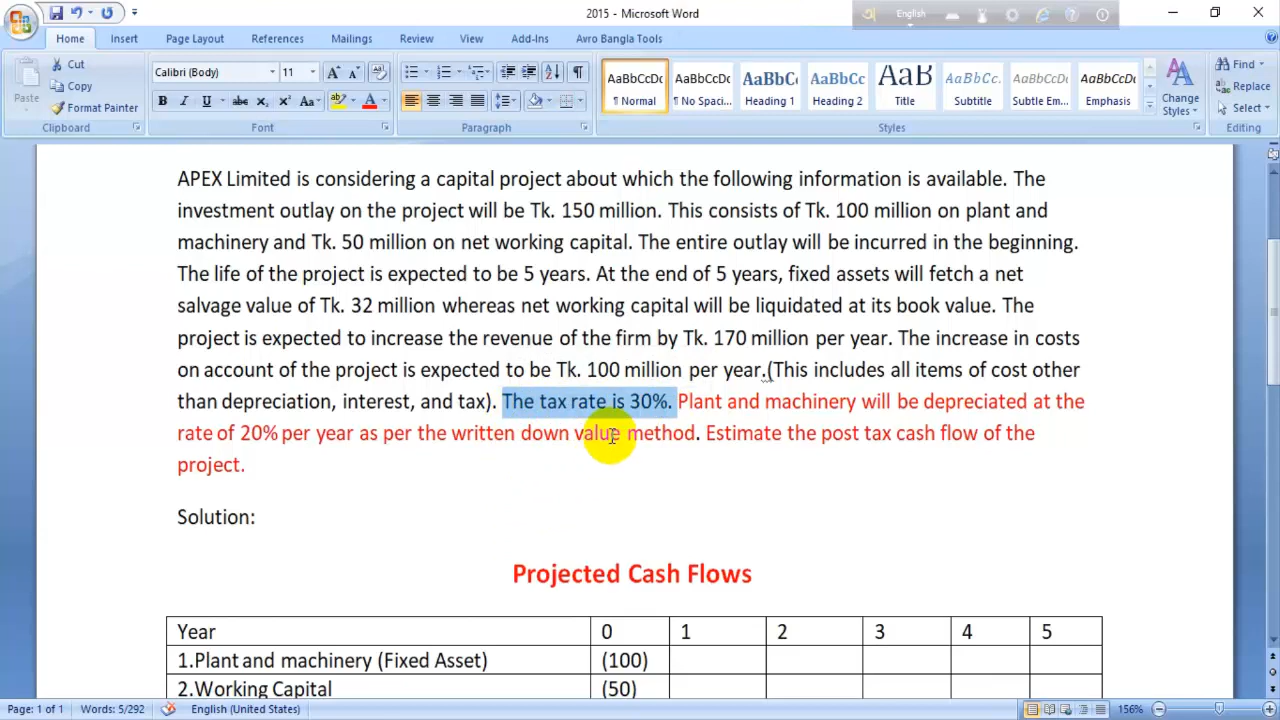 2015 - Microsoft Word
English
Home Insert Page Layout References Mailings Review View Add-Ins Avro Bangla Tools
Paste
Cut
Copy
Format Painter
Clipboard
Calibri (Body) 11
Font
Paragraph
AaBbCcDc AaBbCcDc AaBbCc AaBbCc AaB AaBbCc. AaBbCcDc AaBbCcDc
¶ Normal ¶ No Spaci... Heading 1 Heading 2 Title Subtitle Subtle Em... Emphasis
Styles
Change Styles
Find
Replace
Select
Editing
APEX Limited is considering a capital project about which the following information is available. The
investment outlay on the project will be Tk. 150 million. This consists of Tk. 100 million on plant and
machinery and Tk. 50 million on net working capital. The entire outlay will be incurred in the beginning.
The life of the project is expected to be 5 years. At the end of 5 years, fixed assets will fetch a net
salvage value of Tk. 32 million whereas net working capital will be liquidated at its book value. The
project is expected to increase the revenue of the firm by Tk. 170 million per year. The increase in costs
on account of the project is expected to be Tk. 100 million per year.(This includes all items of cost other
than depreciation, interest, and tax). The tax rate is 30%. Plant and machinery will be depreciated at the
rate of 20% per year as per the written down value method. Estimate the post tax cash flow of the
project.
Solution:
Projected Cash Flows
Year 0 1 2 3 4 5
1.Plant and machinery (Fixed Asset) (100)
2.Working Capital (50)
Page: 1 of 1 Words: 5/292 English (United States) 156%